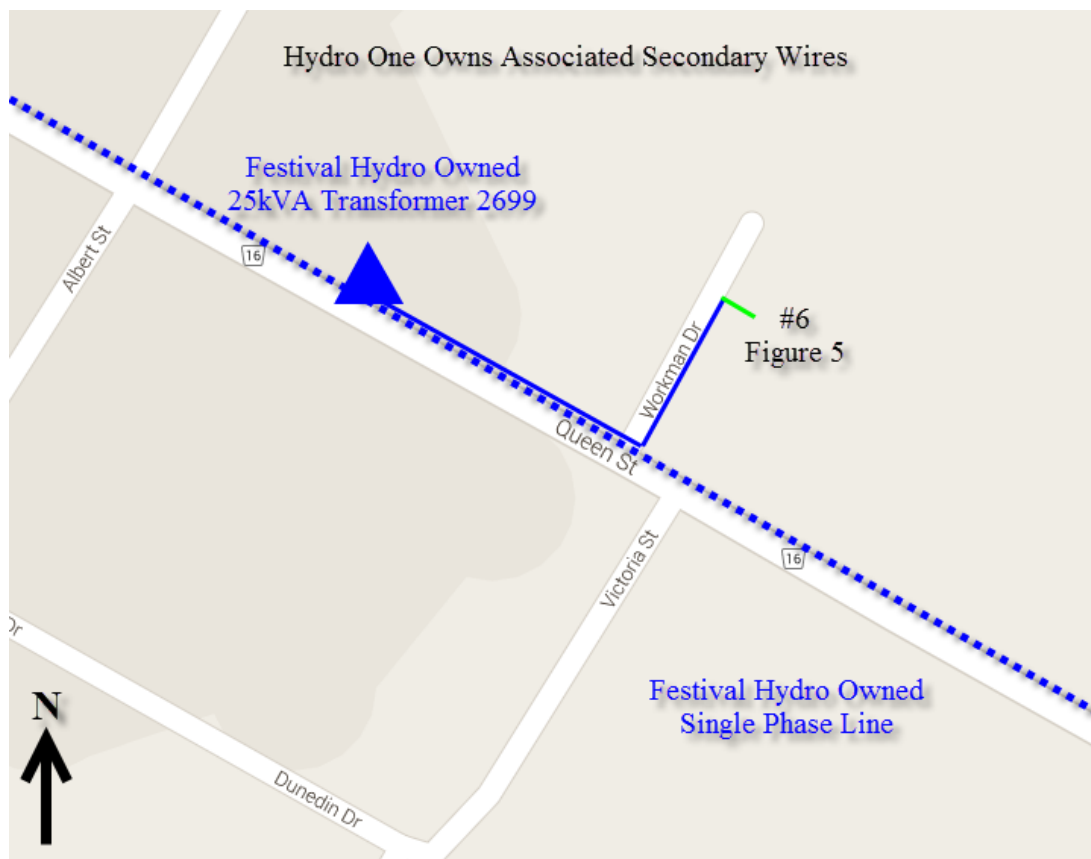 Hydro One Owns Associated Secondary Wires
Festival Hydro Owned
25kVA Transformer 2699
Albert St
16
Workman Dr
#6
Figure 5
Queen St
16
Victoria St
Dr
Festival Hydro Owned
Single Phase Line
N
Dunedin Dr